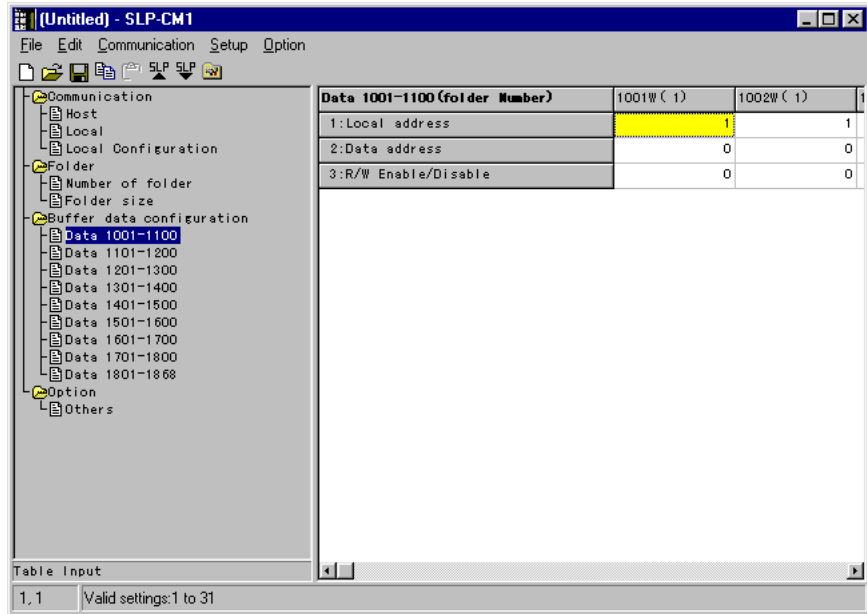 (Untitled) - SLP-CM1
File Edit Communication Setup Option
SLP SLP
Communication
Host
Local
Local Configuration
Folder
Number of folder
Folder size
Buffer data configuration
Data 1001-1100
Data 1101-1200
Data 1201-1300
Data 1301-1400
Data 1401-1500
Data 1501-1600
Data 1601-1700
Data 1701-1800
Data 1801-1868
Option
Others
Table Input
Data 1001-1100(folder Number) 1001W( 1) 1002W( 1) 1
1:Local address 1 1
2:Data address 0 0
3:R/W Enable/Disable 0 0
1, 1 Valid settings:1 to 31